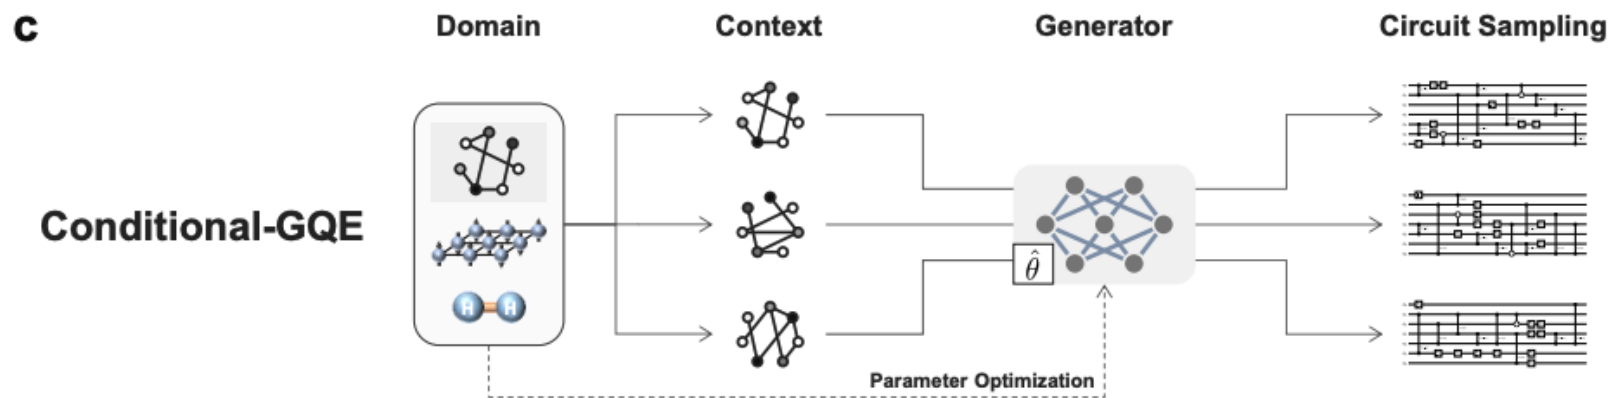 c
Domain
Context
Generator
Circuit Sampling
Conditional-GQE
H H
θ̂
Parameter Optimization